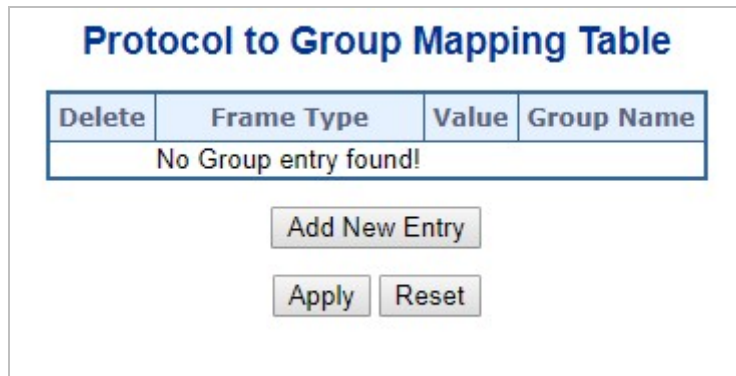 Protocol to Group Mapping Table
Delete Frame Type Value Group Name
No Group entry found!
Add New Entry
Apply Reset